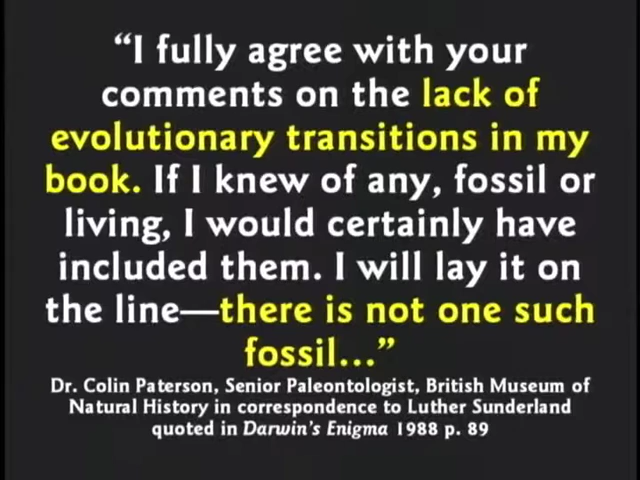 “I fully agree with your
comments on the lack of
evolutionary transitions in my
book. If I knew of any, fossil or
living, I would certainly have
included them. I will lay it on
the line—there is not one such
fossil…”
Dr. Colin Paterson, Senior Paleontologist, British Museum of
Natural History in correspondence to Luther Sunderland
quoted in Darwin’s Enigma 1988 p. 89